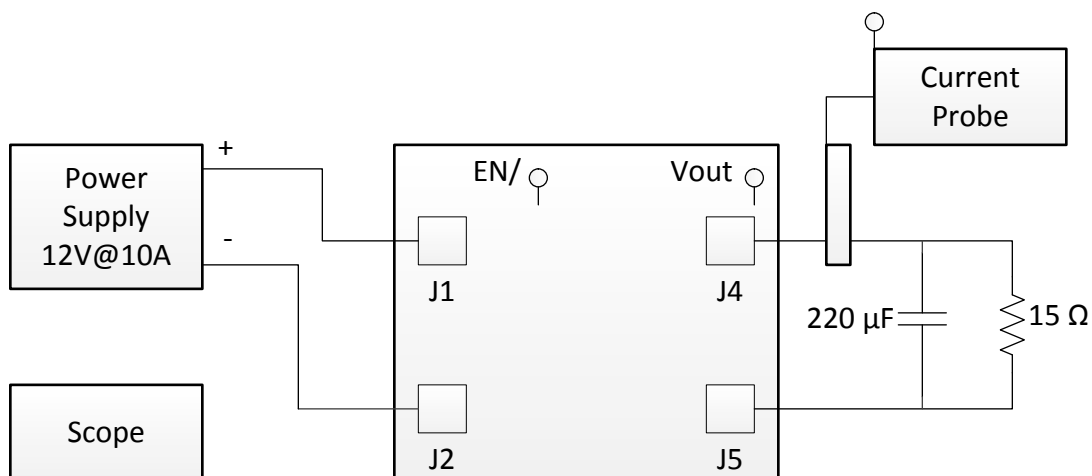 Current
Probe
+
Power
Supply
12V@10A
-
EN/
Vout
J1
J4
220 µF
15 Ω
Scope
J2
J5